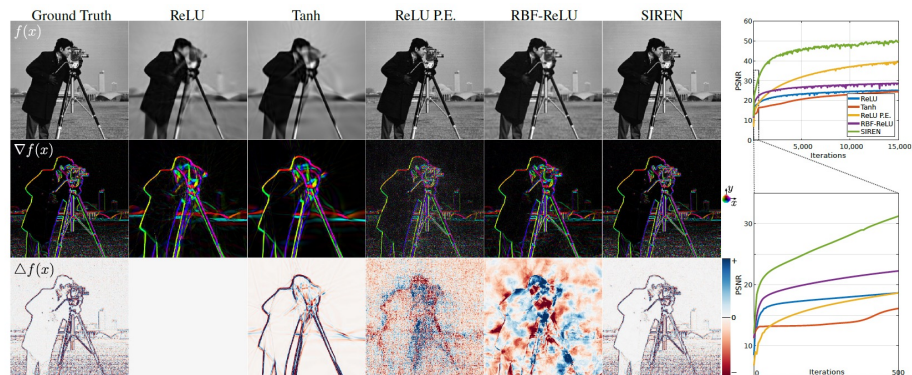 Ground Truth
ReLU
Tanh
ReLU P.E.
RBF-ReLU
SIREN
f(x)
∇f(x)
△f(x)
y
x
+
0
−
PSNR
60
50
40
30
20
10
0
5,000
10,000
15,000
Iterations
ReLU
Tanh
ReLU P.E.
RBF-ReLU
SIREN
PSNR
30
20
10
0
500
Iterations